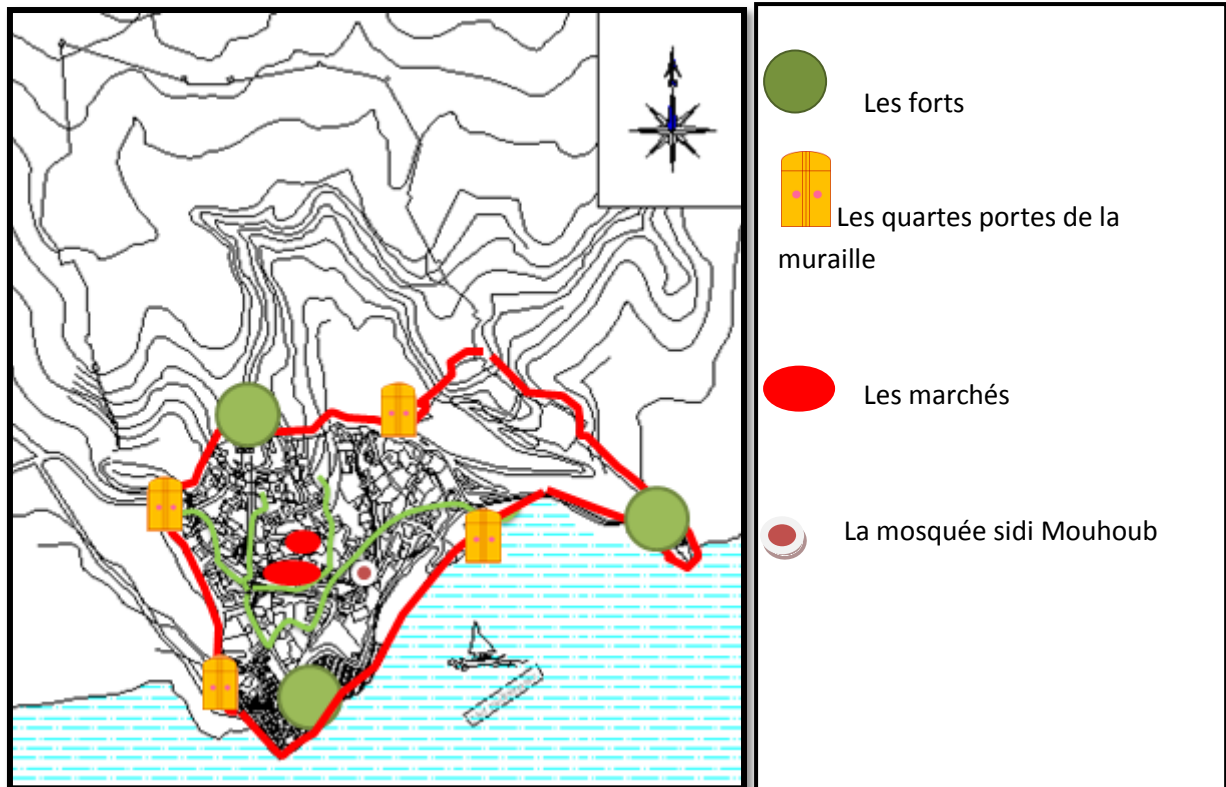 Les forts
Les quartes portes de la
muraille
Les marchés
La mosquée sidi Mouhoub